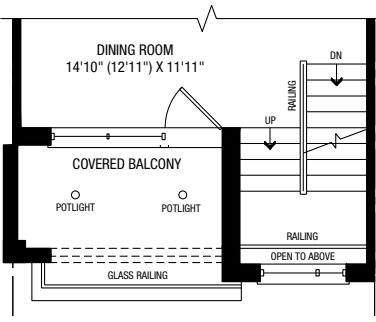 DINING ROOM
14'10" (12'11") X 11'11"
DN
RAILING
UP
COVERED BALCONY
POTLIGHT
POTLIGHT
RAILING
OPEN TO ABOVE
GLASS RAILING